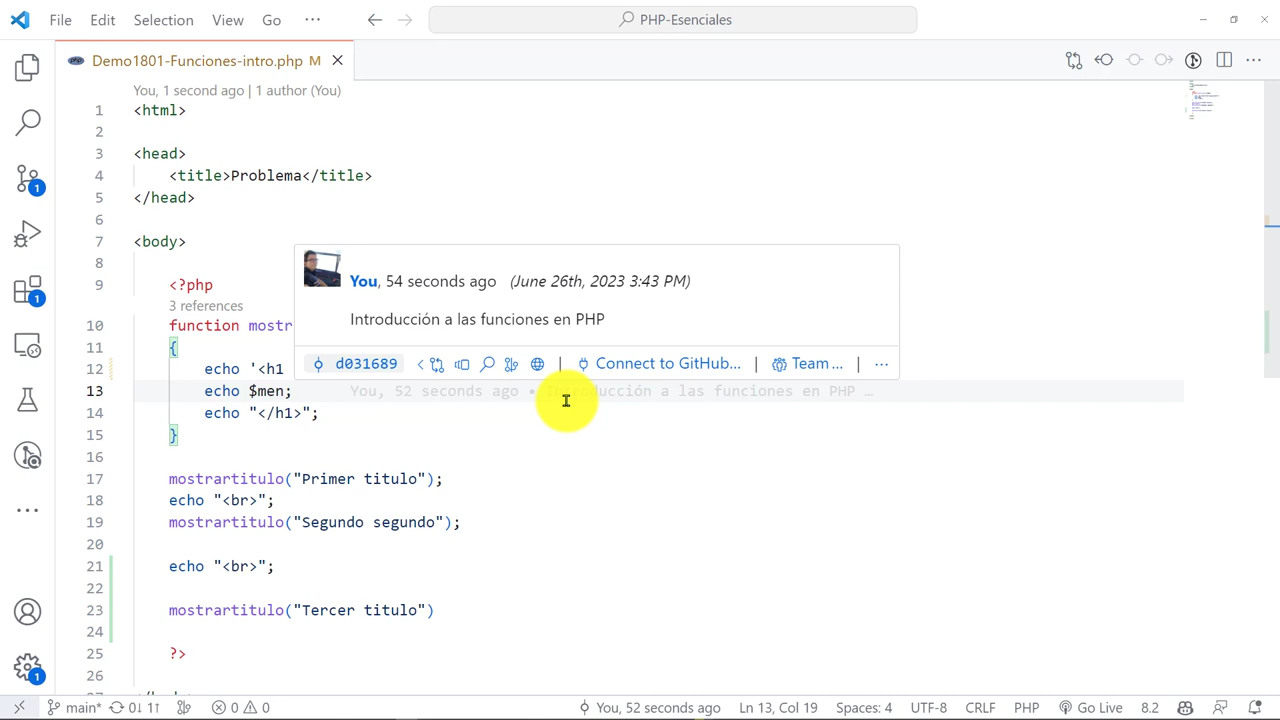 File Edit Selection View Go ··· PHP-Esenciales
Demo1801-Funciones-intro.php M
You, 1 second ago | 1 author (You)
1 <html>
2
3 <head>
4 <title>Problema</title>
5 </head>
6
7 <body>
8
9 <?php
3 references
10 function mostr
11 {
12 echo '<h1
13 echo $men; You, 52 seconds ago • Introducción a las funciones en PHP …
14 echo "</h1>";
15 }
16
17 mostrartitulo("Primer titulo");
18 echo "<br>";
19 mostrartitulo("Segundo segundo");
20
21 echo "<br>";
22
23 mostrartitulo("Tercer titulo")
24
25 ?>
26
You, 54 seconds ago (June 26th, 2023 3:43 PM)
Introducción a las funciones en PHP
d031689 | Connect to GitHub... | Team ... | ···
1
1
1
main* 0↓ 1↑ 0 0 You, 52 seconds ago Ln 13, Col 19 Spaces: 4 UTF-8 CRLF PHP Go Live 8.2